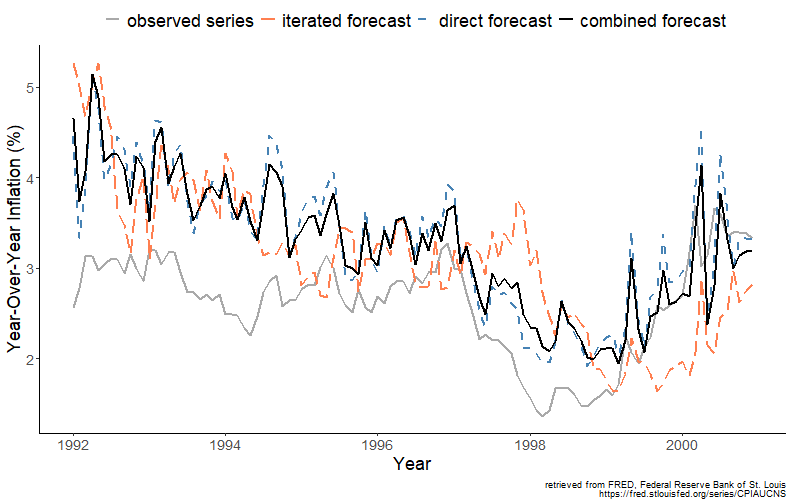 observed series iterated forecast direct forecast combined forecast
Year-Over-Year Inflation (%)
5
4
3
2
1992 1994 1996 1998 2000
Year
retrieved from FRED, Federal Reserve Bank of St. Louis
https://fred.stlouisfed.org/series/CPIAUCNS